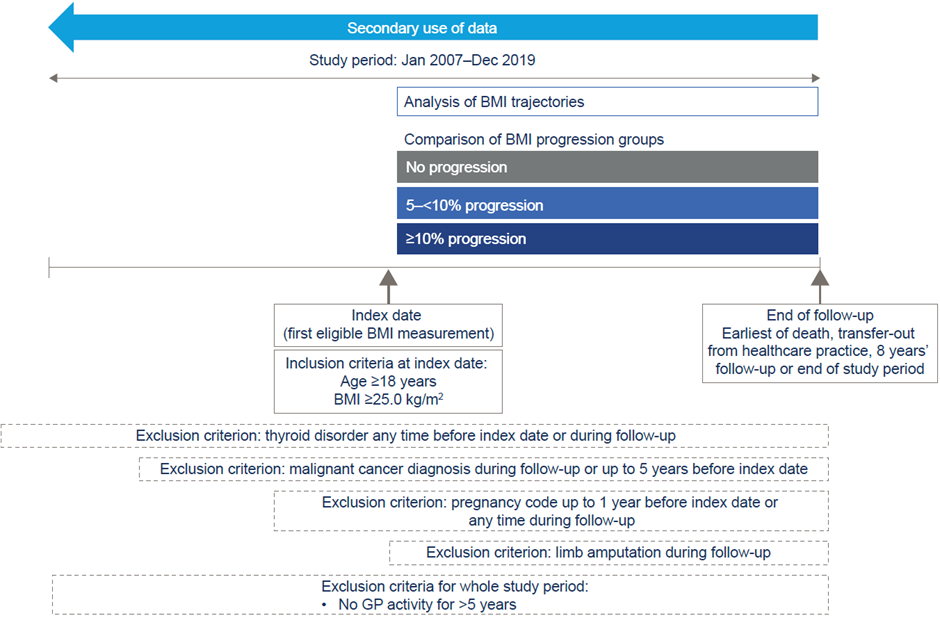 Secondary use of data
Study period: Jan 2007–Dec 2019
Analysis of BMI trajectories
Comparison of BMI progression groups
No progression
5–<10% progression
≥10% progression
Index date
(first eligible BMI measurement)
Inclusion criteria at index date:
Age ≥18 years
BMI ≥25.0 kg/m²
End of follow-up
Earliest of death, transfer-out
from healthcare practice, 8 years’
follow-up or end of study period
Exclusion criterion: thyroid disorder any time before index date or during follow-up
Exclusion criterion: malignant cancer diagnosis during follow-up or up to 5 years before index date
Exclusion criterion: pregnancy code up to 1 year before index date or
any time during follow-up
Exclusion criterion: limb amputation during follow-up
Exclusion criteria for whole study period:
• No GP activity for >5 years